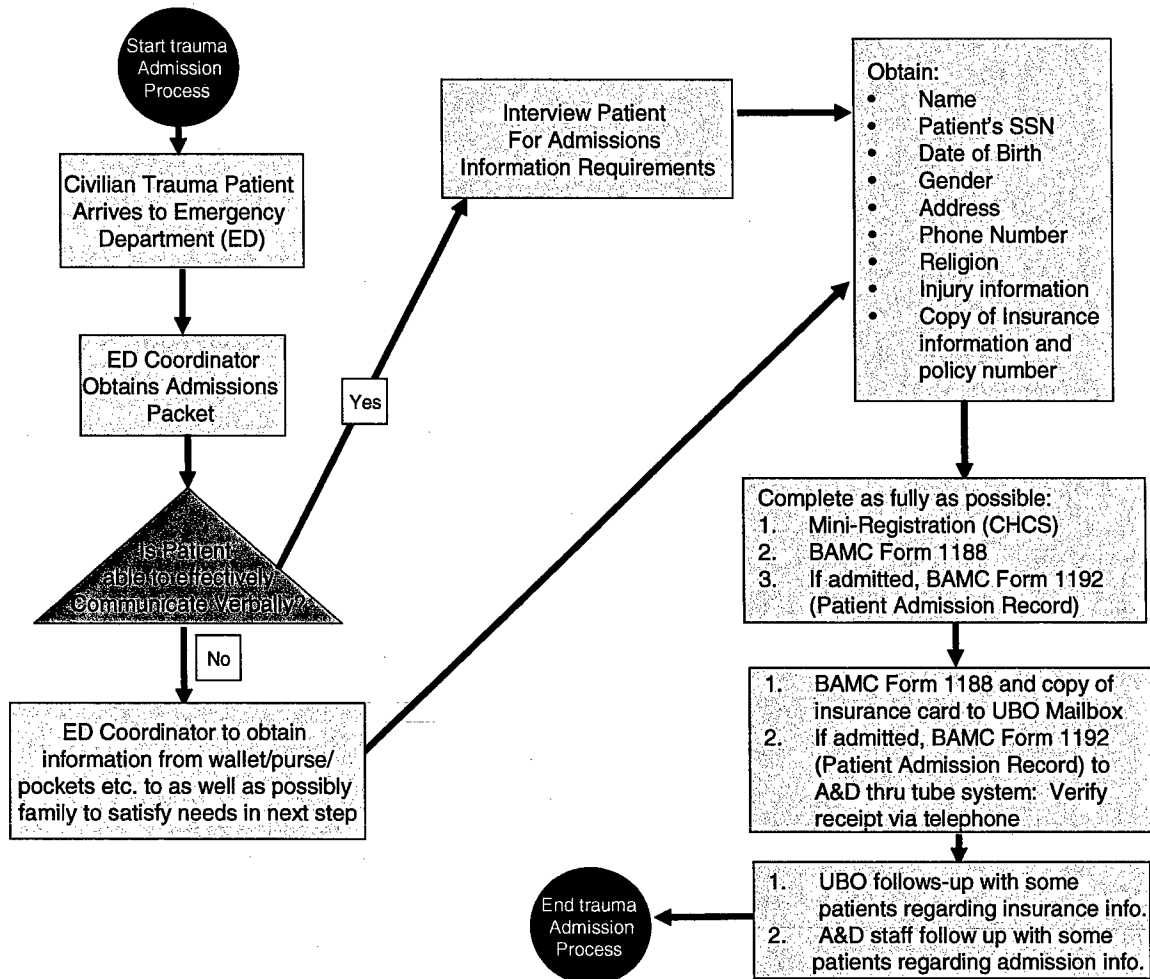 Start trauma
Admission
Process
Civilian Trauma Patient
Arrives to Emergency
Department (ED)
ED Coordinator
Obtains Admissions
Packet
Is Patient
able to effectively
Communicate Verbally?
Yes
No
Interview Patient
For Admissions
Information Requirements
ED Coordinator to obtain
information from wallet/purse/
pockets etc. to as well as possibly
family to satisfy needs in next step
Obtain:
• Name
• Patient's SSN
• Date of Birth
• Gender
• Address
• Phone Number
• Religion
• Injury information
• Copy of Insurance
information and
policy number
Complete as fully as possible:
1. Mini-Registration (CHCS)
2. BAMC Form 1188
3. If admitted, BAMC Form 1192
(Patient Admission Record)
1. BAMC Form 1188 and copy of
insurance card to UBO Mailbox
2. If admitted, BAMC Form 1192
(Patient Admission Record) to
A&D thru tube system: Verify
receipt via telephone
1. UBO follows-up with some
patients regarding insurance info.
2. A&D staff follow up with some
patients regarding admission info.
End trauma
Admission
Process